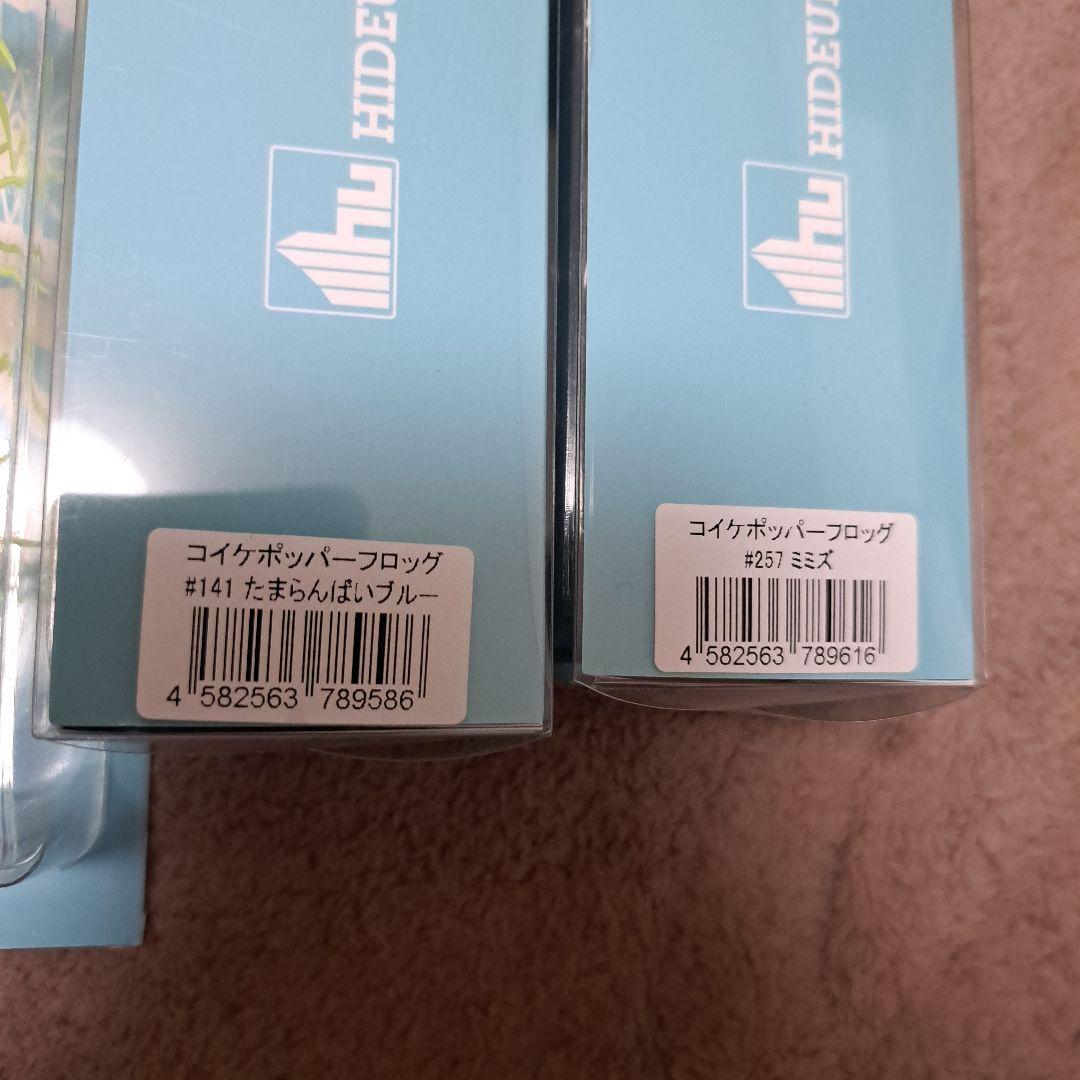 HIDEU
hu
コイケポッパーフロッグ
#141 たまらんばいブルー
4 582563 789586
HIDEU
hu
コイケポッパーフロッグ
#257 ミミズ
4 582563 789616